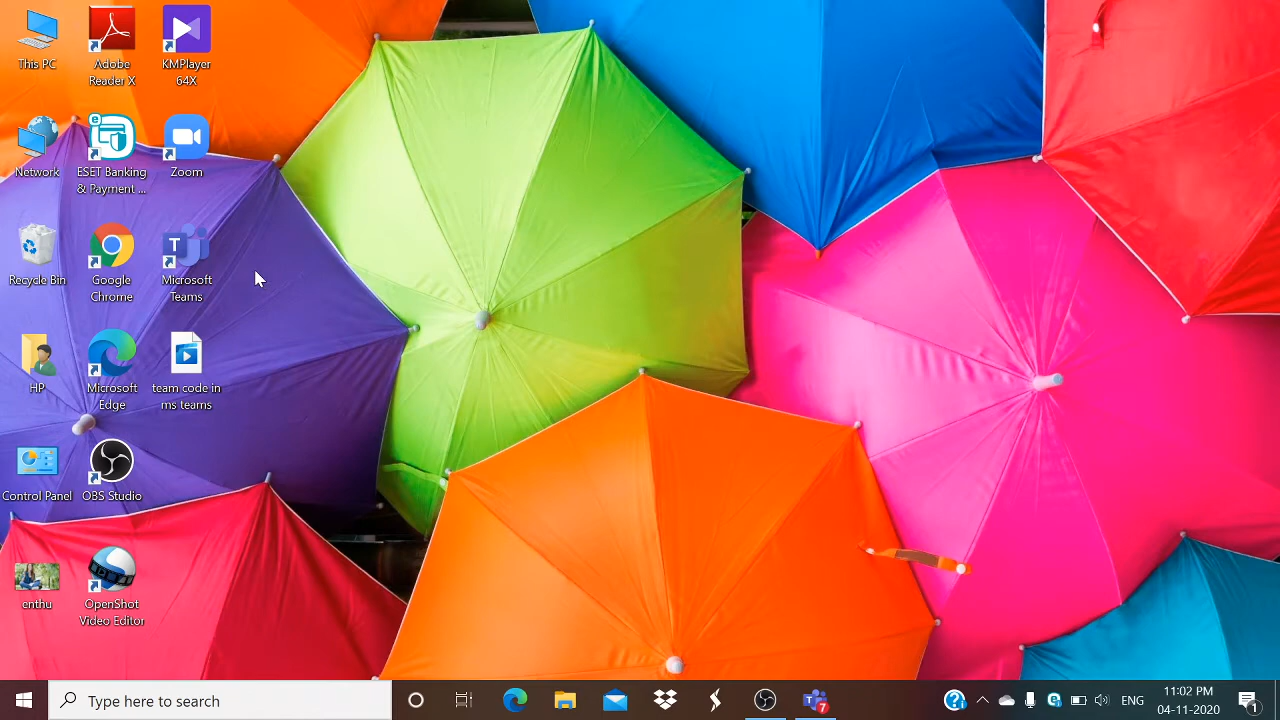 This PC
Adobe
Reader X
KMPlayer
64X
Network
ESET Banking
& Payment ...
Zoom
Recycle Bin
Google
Chrome
Microsoft
Teams
HP
Microsoft
Edge
team code in
ms teams
Control Panel
OBS Studio
enthu
OpenShot
Video Editor
Type here to search
7
ENG
11:02 PM
04-11-2020
1